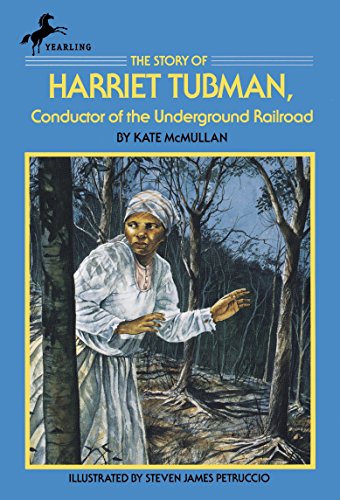 YEARLING
THE STORY OF
HARRIET TUBMAN,
Conductor of the Underground Railroad
BY KATE McMULLAN
ILLUSTRATED BY STEVEN JAMES PETRUCCIO